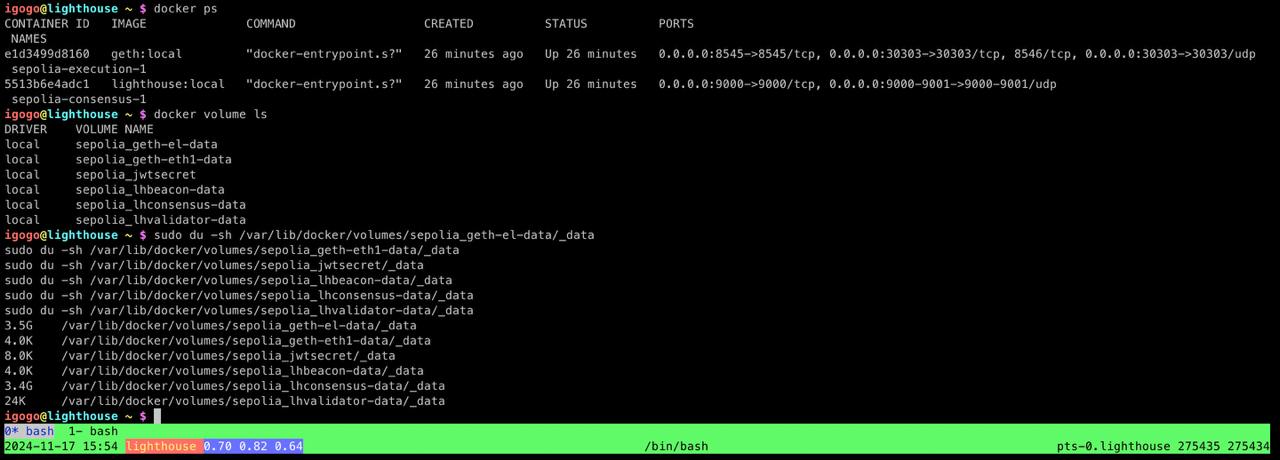 igogo@lighthouse ~ $ docker ps
CONTAINER ID   IMAGE              COMMAND                  CREATED          STATUS          PORTS
 NAMES
e1d3499d8160   geth:local         "docker-entrypoint.s?"   26 minutes ago   Up 26 minutes   0.0.0.0:8545->8545/tcp, 0.0.0.0:30303->30303/tcp, 8546/tcp, 0.0.0.0:30303->30303/udp
 sepolia-execution-1
5513b6e4adc1   lighthouse:local   "docker-entrypoint.s?"   26 minutes ago   Up 26 minutes   0.0.0.0:9000->9000/tcp, 0.0.0.0:9000-9001->9000-9001/udp
 sepolia-consensus-1
igogo@lighthouse ~ $ docker volume ls
DRIVER    VOLUME NAME
local     sepolia_geth-el-data
local     sepolia_geth-eth1-data
local     sepolia_jwtsecret
local     sepolia_lhbeacon-data
local     sepolia_lhconsensus-data
local     sepolia_lhvalidator-data
igogo@lighthouse ~ $ sudo du -sh /var/lib/docker/volumes/sepolia_geth-el-data/_data
sudo du -sh /var/lib/docker/volumes/sepolia_geth-eth1-data/_data
sudo du -sh /var/lib/docker/volumes/sepolia_jwtsecret/_data
sudo du -sh /var/lib/docker/volumes/sepolia_lhbeacon-data/_data
sudo du -sh /var/lib/docker/volumes/sepolia_lhconsensus-data/_data
sudo du -sh /var/lib/docker/volumes/sepolia_lhvalidator-data/_data
3.5G    /var/lib/docker/volumes/sepolia_geth-el-data/_data
4.0K    /var/lib/docker/volumes/sepolia_geth-eth1-data/_data
8.0K    /var/lib/docker/volumes/sepolia_jwtsecret/_data
4.0K    /var/lib/docker/volumes/sepolia_lhbeacon-data/_data
3.4G    /var/lib/docker/volumes/sepolia_lhconsensus-data/_data
24K     /var/lib/docker/volumes/sepolia_lhvalidator-data/_data
igogo@lighthouse ~ $
0* bash  1- bash
2024-11-17 15:54 lighthouse 0.70 0.82 0.64 /bin/bash pts-0.lighthouse 275435 275434